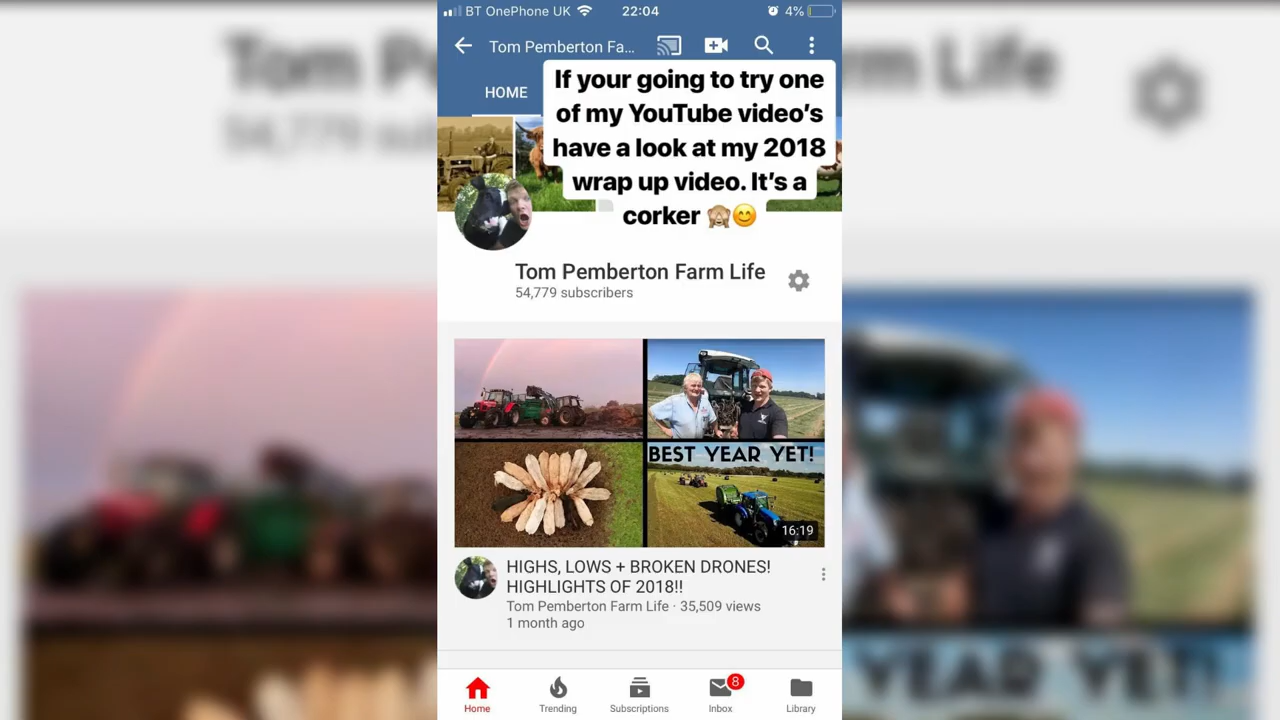 BT OnePhone UK
22:04
4%
Tom Pemberton Fa...
HOME
If your going to try one
of my YouTube video’s
have a look at my 2018
wrap up video. It’s a
corker 🙈😊
Tom Pemberton Farm Life
54,779 subscribers
BEST YEAR YET!
16:19
HIGHS, LOWS + BROKEN DRONES!
HIGHLIGHTS OF 2018!!
Tom Pemberton Farm Life · 35,509 views
1 month ago
8
Home
Trending
Subscriptions
Inbox
Library